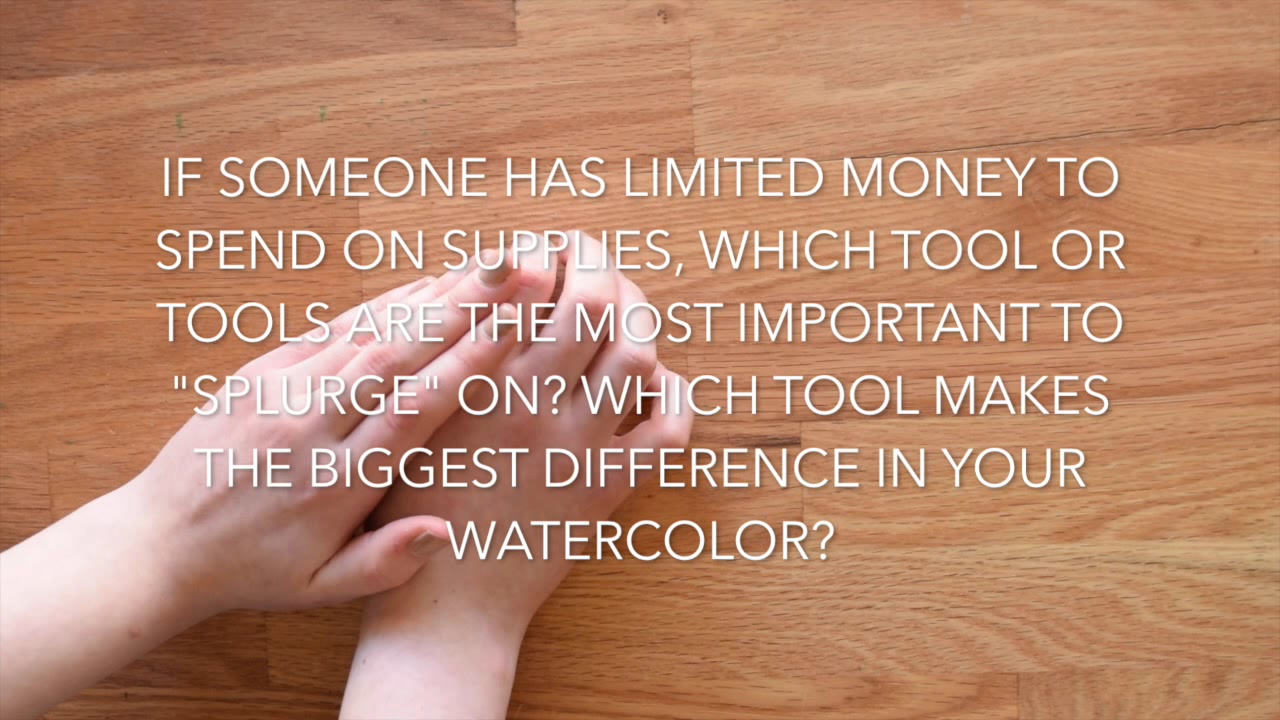 IF SOMEONE HAS LIMITED MONEY TO
SPEND ON SUPPLIES, WHICH TOOL OR
TOOLS ARE THE MOST IMPORTANT TO
"SPLURGE" ON? WHICH TOOL MAKES
THE BIGGEST DIFFERENCE IN YOUR
WATERCOLOR?